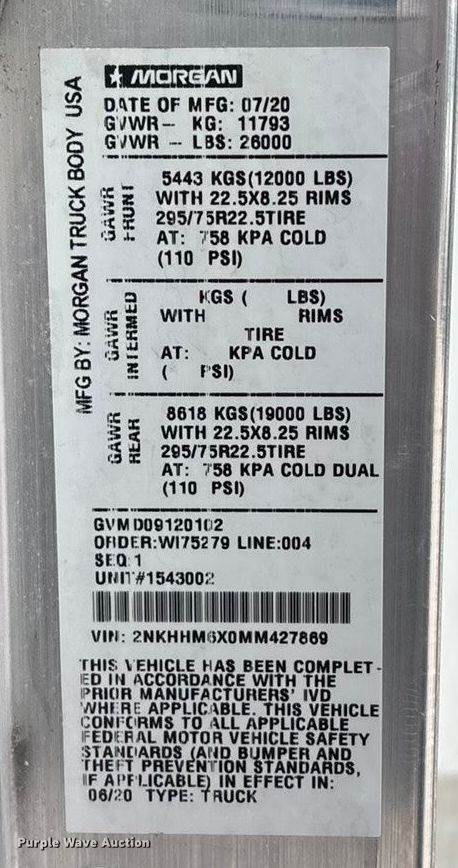 MORGAN
MFG BY: MORGAN TRUCK BODY USA
DATE OF MFG: 07/20
GVWR- KG: 11793
GVWR - LBS: 26000
GAWR FRONT
5443 KGS(12000 LBS)
WITH 22.5X8.25 RIMS
295/75R22.5TIRE
AT: 758 KPA COLD
(110 PSI)
GAWR INTERMED
KGS ( LBS)
WITH RIMS
TIRE
AT: KPA COLD
( PSI)
GAWR REAR
8618 KGS(19000 LBS)
WITH 22.5X8.25 RIMS
295/75R22.5TIRE
AT: 758 KPA COLD DUAL
(110 PSI)
GVMD09120102
ORDER:WI75279 LINE:004
SEQ:1
UNIT#1543002
VIN: 2NKHHM6X0MM427869
THIS VEHICLE HAS BEEN COMPLET-
ED IN ACCORDANCE WITH THE
PRIOR MANUFACTURERS' IVD
WHERE APPLICABLE. THIS VEHICLE
CONFORMS TO ALL APPLICABLE
FEDERAL MOTOR VEHICLE SAFETY
STANDARDS (AND BUMPER AND
THEFT PREVENTION STANDARDS,
IF APPLICABLE) IN EFFECT IN:
06/20 TYPE: TRUCK
Purple Wave Auction